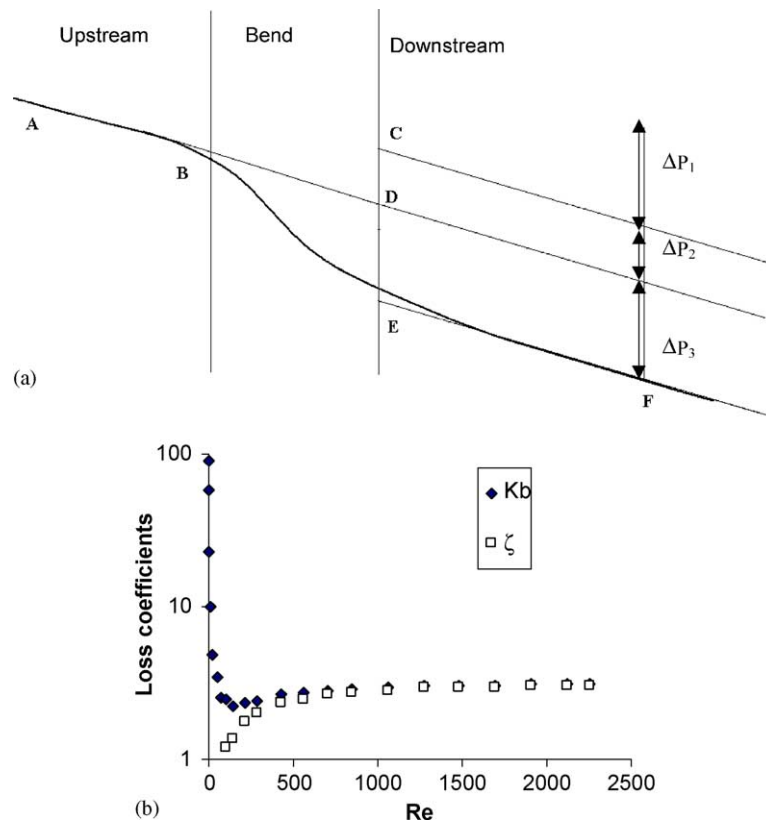 Upstream Bend Downstream
A
B
C
D
E
F
ΔP₁
ΔP₂
ΔP₃
(a)
Loss coefficients
100
10
1
Kb
ζ
0 500 1000 1500 2000 2500
Re
(b)